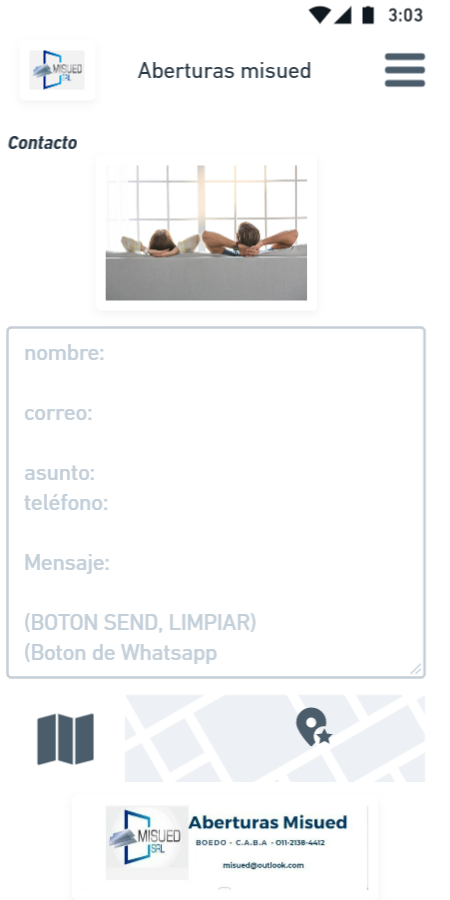 3:03
MISUED
SRL
Aberturas misued
Contacto
nombre:
correo:
asunto:
teléfono:
Mensaje:
(BOTON SEND, LIMPIAR)
(Boton de Whatsapp
MISUED
SRL
Aberturas Misued
BOEDO - C.A.B.A - 011-2138-4412
misued@outlook.com